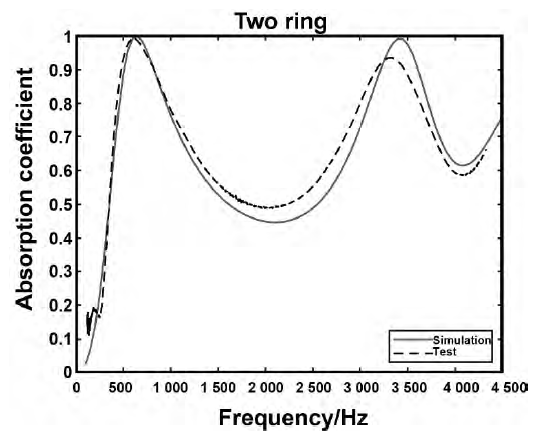 Two ring
Absorption coefficient
1
0.9
0.8
0.7
0.6
0.5
0.4
0.3
0.2
0.1
0
Simulation
Test
0 500 1 000 1 500 2 000 2 500 3 000 3 500 4 000 4 500
Frequency/Hz